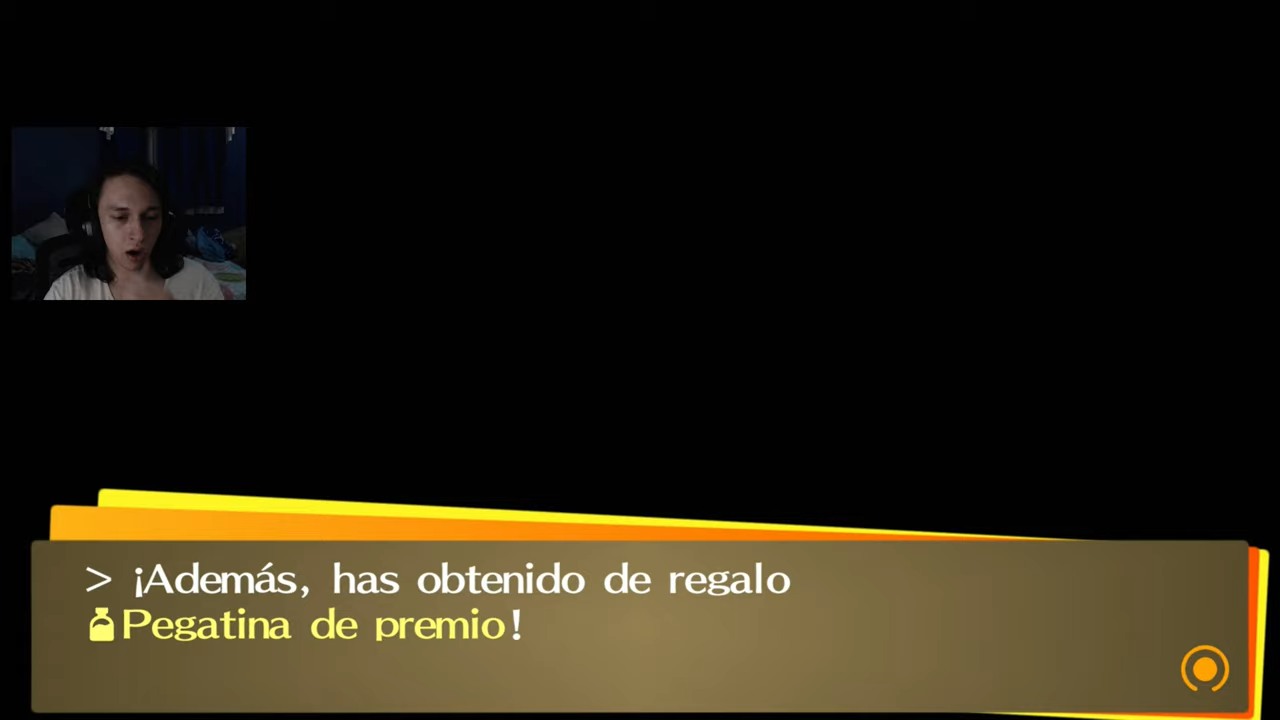 > ¡Además, has obtenido de regalo
Pegatina de premio!